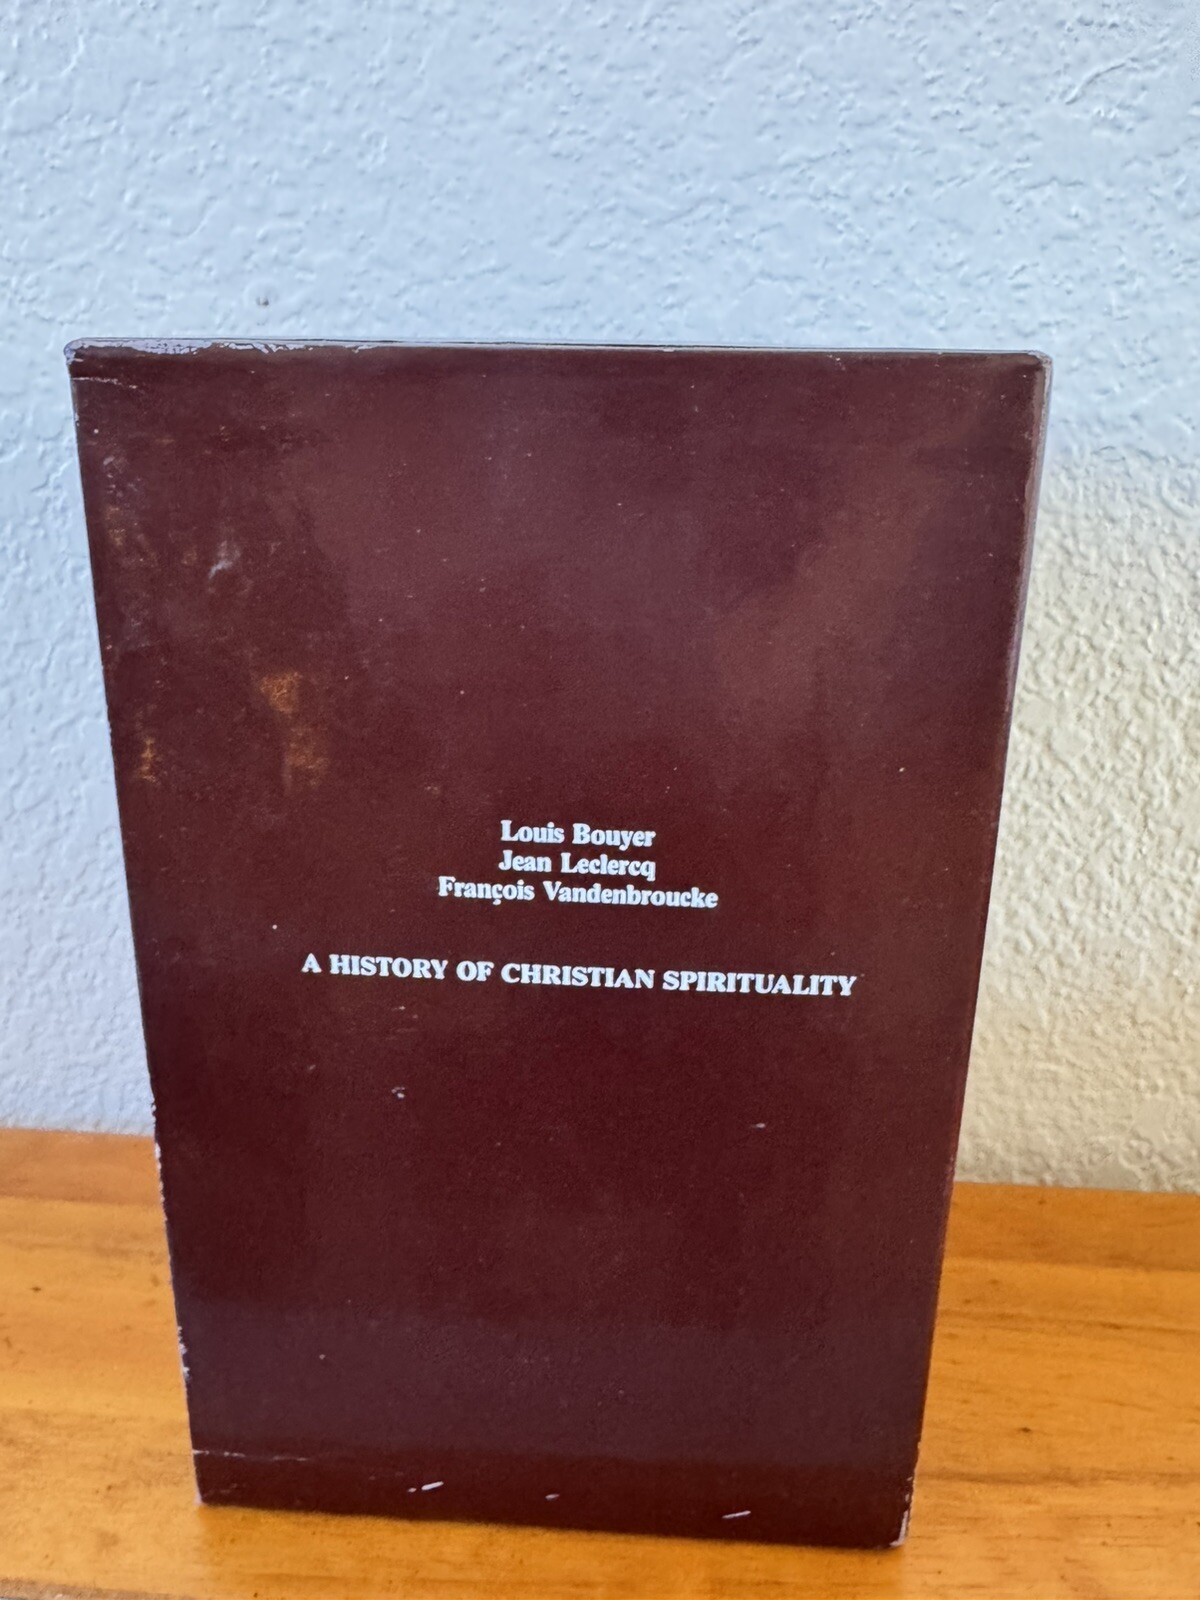 Louis Bouyer
Jean Leclercq
François Vandenbroucke
A HISTORY OF CHRISTIAN SPIRITUALITY